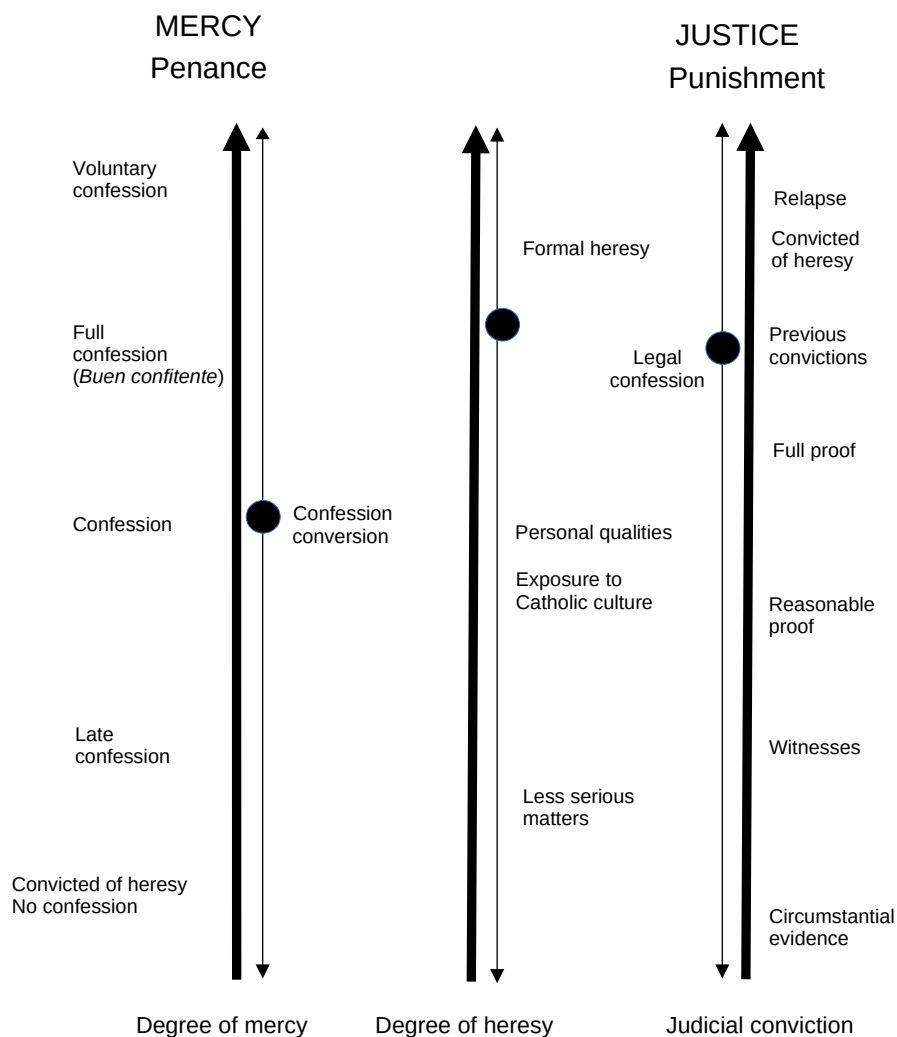 MERCY
Penance
JUSTICE
Punishment
Voluntary
confession
Full
confession
(Buen confitente)
Confession
Confession
conversion
Late
confession
Convicted of heresy
No confession
Formal heresy
Personal qualities
Exposure to
Catholic culture
Less serious
matters
Legal
confession
Relapse
Convicted
of heresy
Previous
convictions
Full proof
Reasonable
proof
Witnesses
Circumstantial
evidence
Degree of mercy
Degree of heresy
Judicial conviction